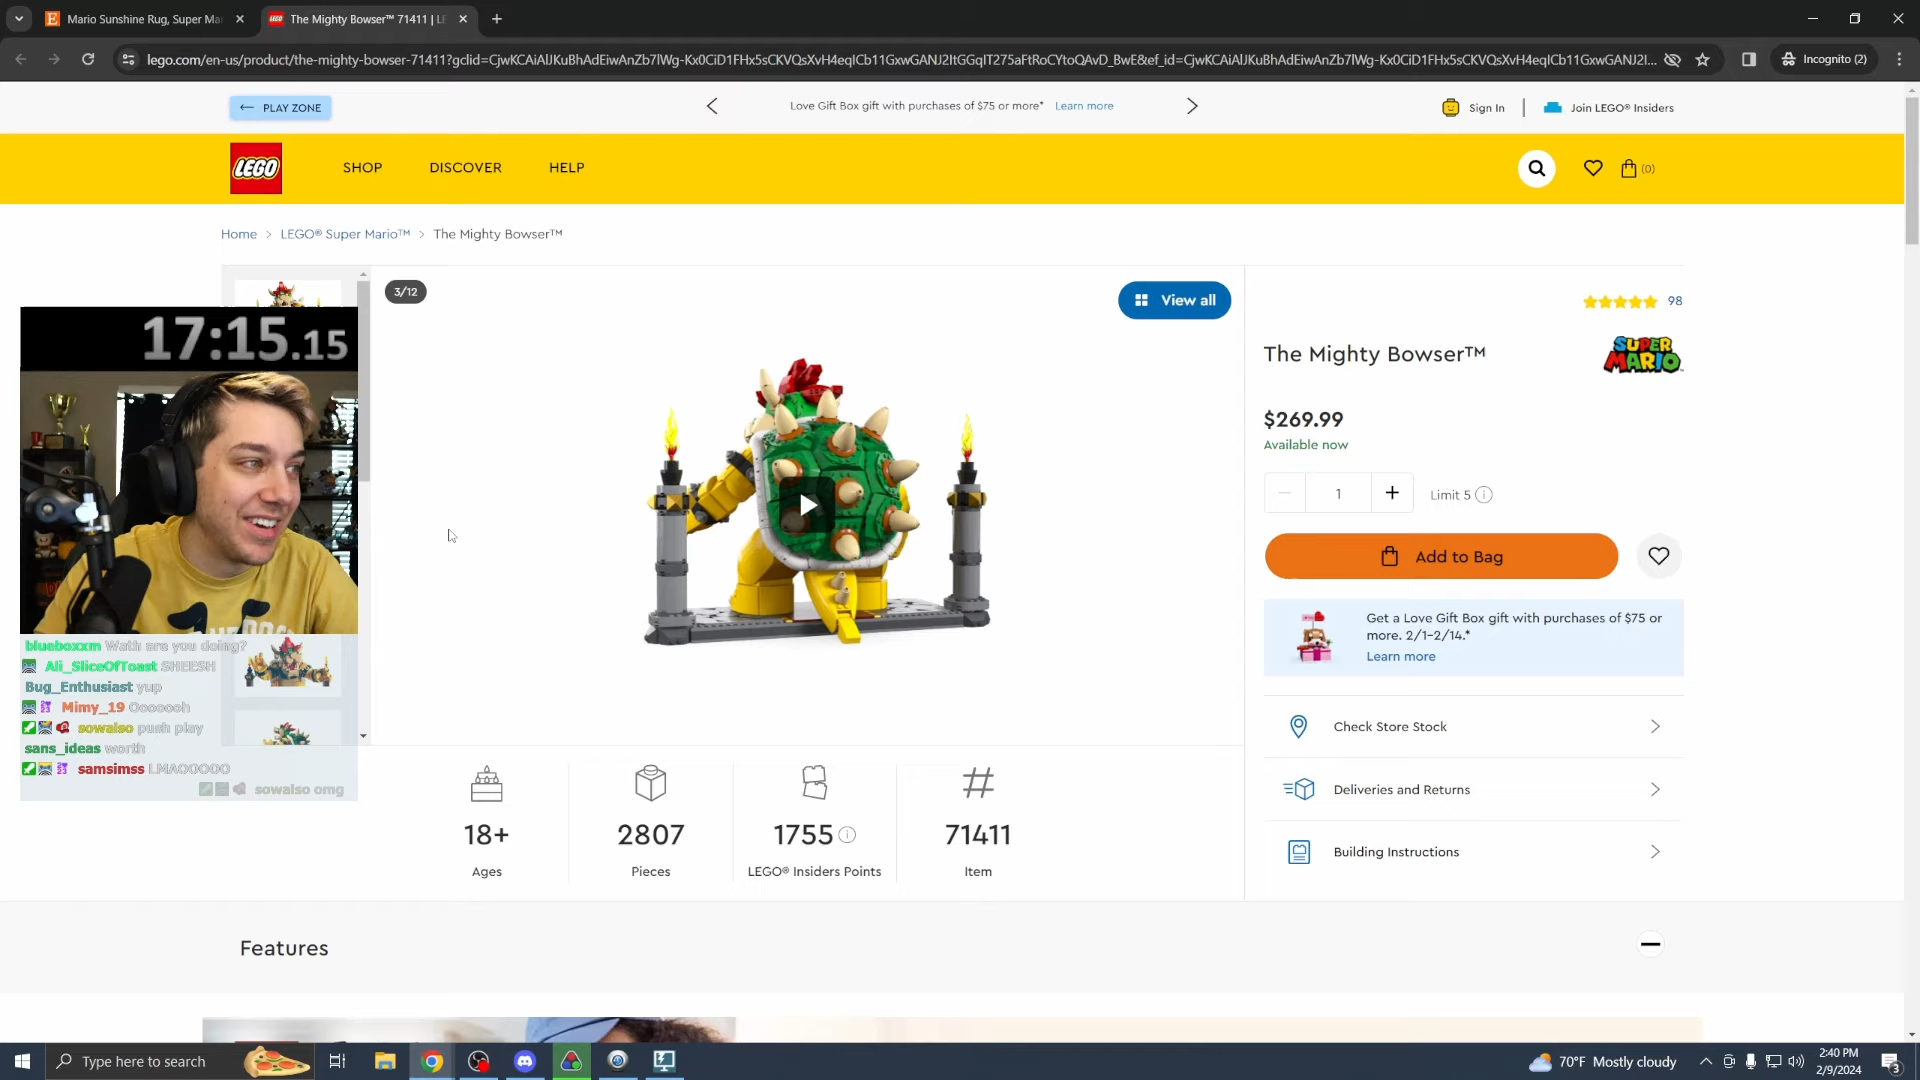 Mario Sunshine Rug, Super Ma
The Mighty Bowser™ 71411 | LE
lego.com/en-us/product/the-mighty-bowser-71411?gclid=CjwKCAiAlJKuBhAdEiwAnZb7lWg-Kx0CiD1FHx5sCKVQsXvH4eqICb11GxwGANJ2ItGGqIT275aFtRoCYtoQAvD_BwE&ef_id=CjwKCAiAlJKuBhAdEiwAnZb7lWg-Kx0CiD1FHx5sCKVQsXvH4eqICb11GxwGANJ2I...
Incognito (2)
PLAY ZONE
Love Gift Box gift with purchases of $75 or more* Learn more
Sign In
Join LEGO® Insiders
LEGO
SHOP
DISCOVER
HELP
(0)
Home > LEGO® Super Mario™ > The Mighty Bowser™
3/12
View all
98
The Mighty Bowser™
SUPER
MARIO
$269.99
Available now
1
Limit 5
Add to Bag
Get a Love Gift Box gift with purchases of $75 or
more. 2/1-2/14.*
Learn more
Check Store Stock
Deliveries and Returns
Building Instructions
17:15.15
blueboxxm Wath are you doing?
Ali_SliceOfToast SHEESH
Bug_Enthusiast yup
Mimy_19 Ooooooh
sowalso push play
sans_ideas worth
samsimss LMAOOOOO
sowalso omg
18+
Ages
2807
Pieces
1755
LEGO® Insiders Points
71411
Item
Features
Type here to search
70°F Mostly cloudy
2:40 PM
2/9/2024
3